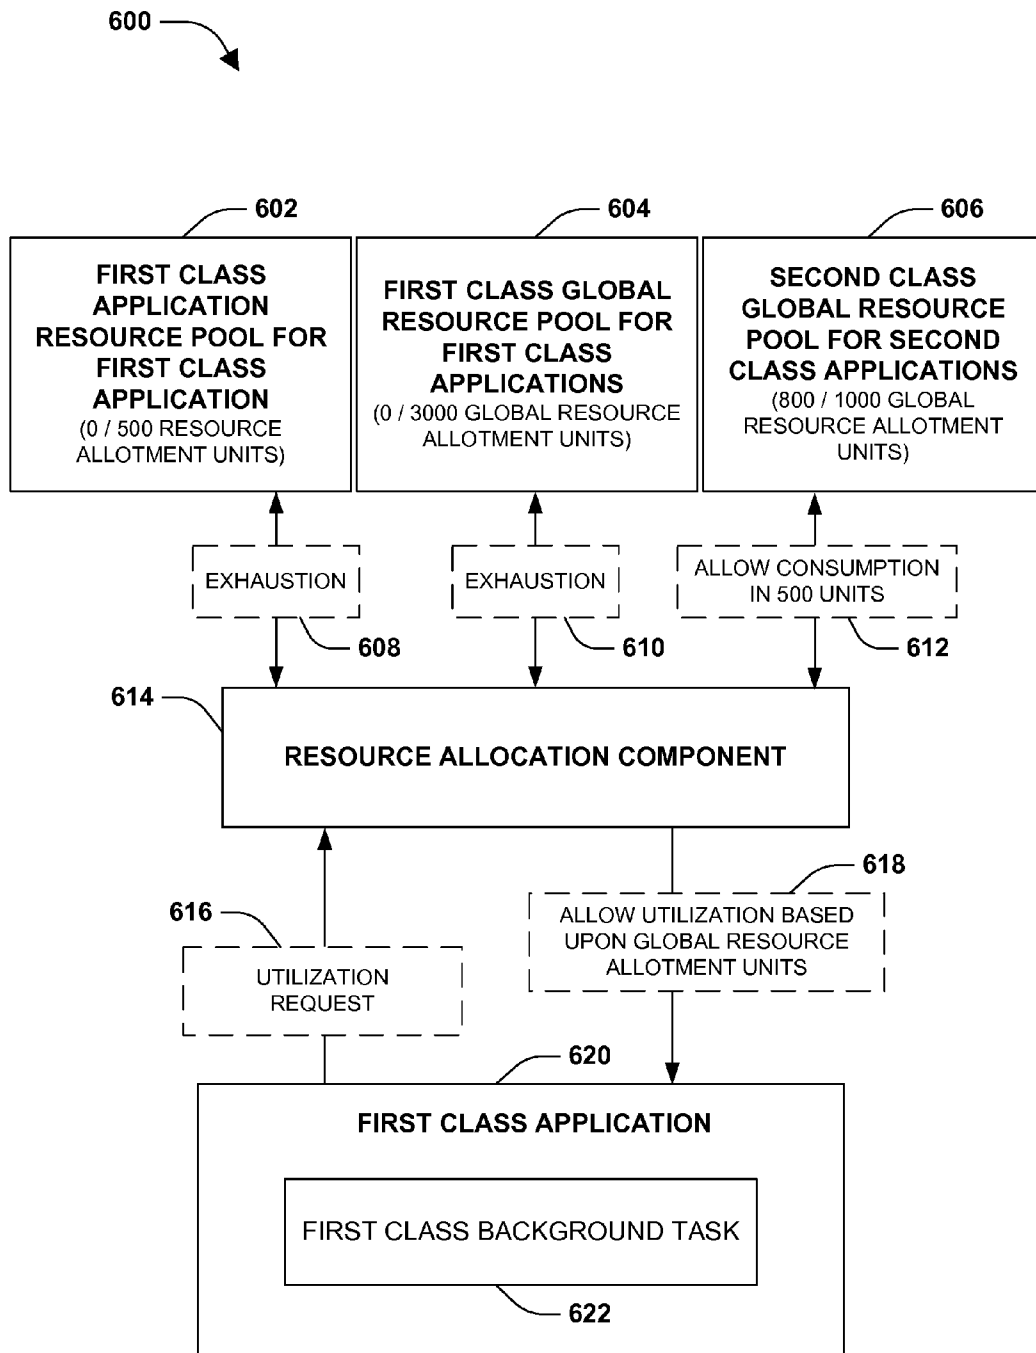 600
602
604
606
FIRST CLASS
APPLICATION
RESOURCE POOL FOR
FIRST CLASS
APPLICATION
(0 / 500 RESOURCE
ALLOTMENT UNITS)
FIRST CLASS GLOBAL
RESOURCE POOL FOR
FIRST CLASS
APPLICATIONS
(0 / 3000 GLOBAL RESOURCE
ALLOTMENT UNITS)
SECOND CLASS
GLOBAL RESOURCE
POOL FOR SECOND
CLASS APPLICATIONS
(800 / 1000 GLOBAL
RESOURCE ALLOTMENT
UNITS)
EXHAUSTION
608
EXHAUSTION
610
ALLOW CONSUMPTION
IN 500 UNITS
612
614
RESOURCE ALLOCATION COMPONENT
616
UTILIZATION
REQUEST
618
ALLOW UTILIZATION BASED
UPON GLOBAL RESOURCE
ALLOTMENT UNITS
620
FIRST CLASS APPLICATION
FIRST CLASS BACKGROUND TASK
622